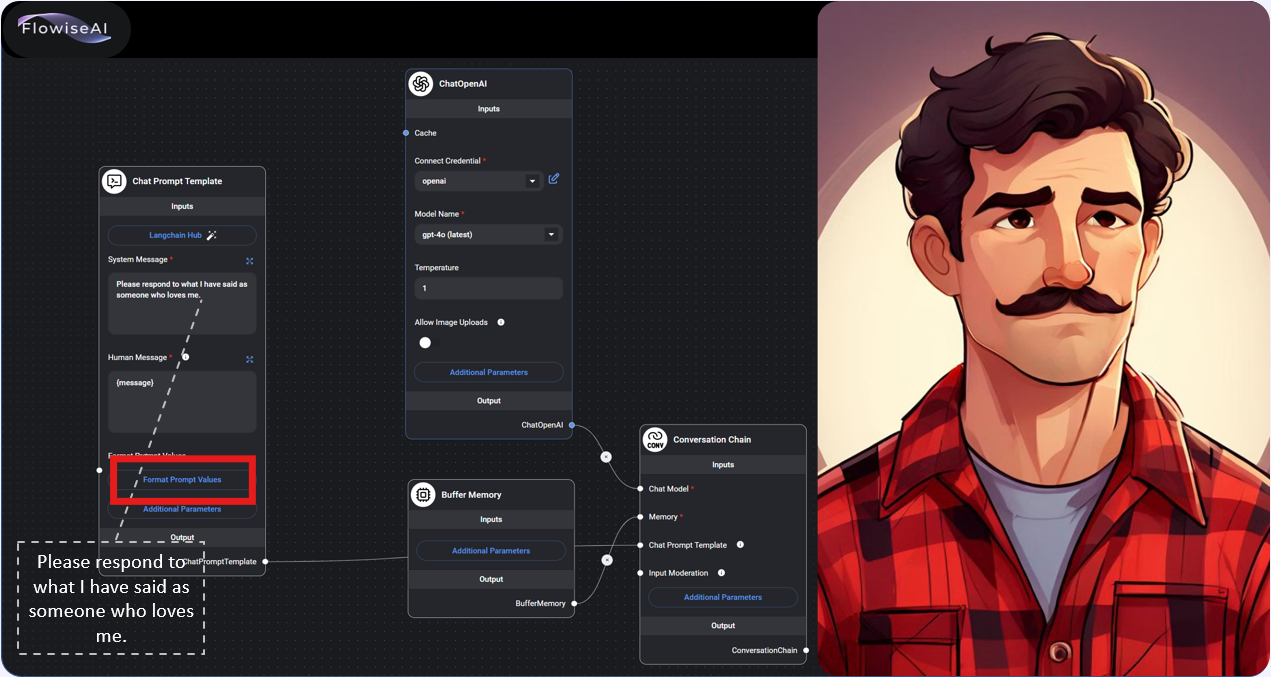 FlowiseAI
ChatOpenAI
Inputs
Cache
Connect Credential *
openai
Model Name *
gpt-4o (latest)
Temperature
1
Allow Image Uploads
Additional Parameters
Output
ChatOpenAI
Chat Prompt Template
Inputs
Langchain Hub
System Message *
Please respond to what I have said as
someone who loves me.
Human Message *
{message}
Format Prompt Values
Format Prompt Values
Additional Parameters
Output
ChatPromptTemplate
Please respond to
what I have said as
someone who loves
me.
Buffer Memory
Inputs
Additional Parameters
Output
BufferMemory
CONV
Conversation Chain
Inputs
Chat Model *
Memory *
Chat Prompt Template
Input Moderation
Additional Parameters
Output
ConversationChain